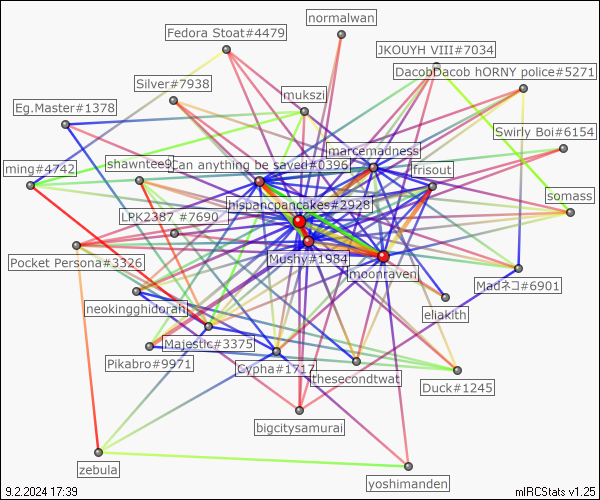 normalwan
Fedora Stoat#4479
JKOUYH VIII#7034
DacobDacob hORNY police#5271
Silver#7938
mukszi
Eg.Master#1378
Swirly Boi#6154
marcemadness
shawntee9
Can anything be saved#0396
frisout
ming#4742
somass
hispancpancakes#2928
LPK2387 #7690
Mushy#1984
Pocket Persona#3326
moonravenj
Madネコ#6901
neokingghidorah
eliakith
Majestic#3375
Pikabro#9971
Cypha#1717
thesecondtwat
Duck#1245
bigcitysamurai
zebula
yoshimanden
9.2.2024 17:39
mIRCStats v1.25